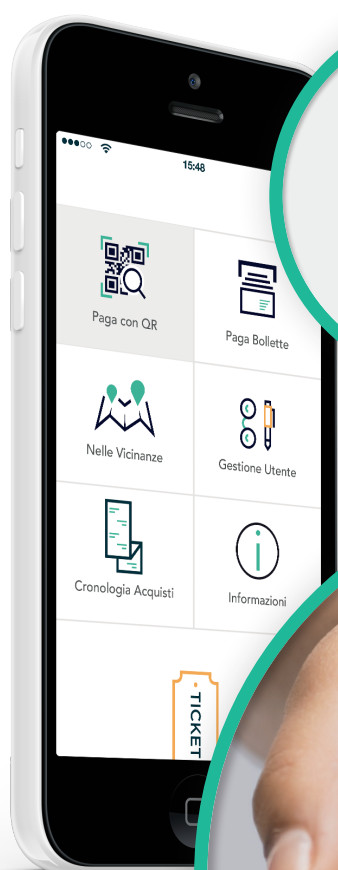 15:48
Paga con QR
Paga Bollette
Nelle Vicinanze
Gestione Utente
Cronologia Acquisti
Informazioni
TICKET